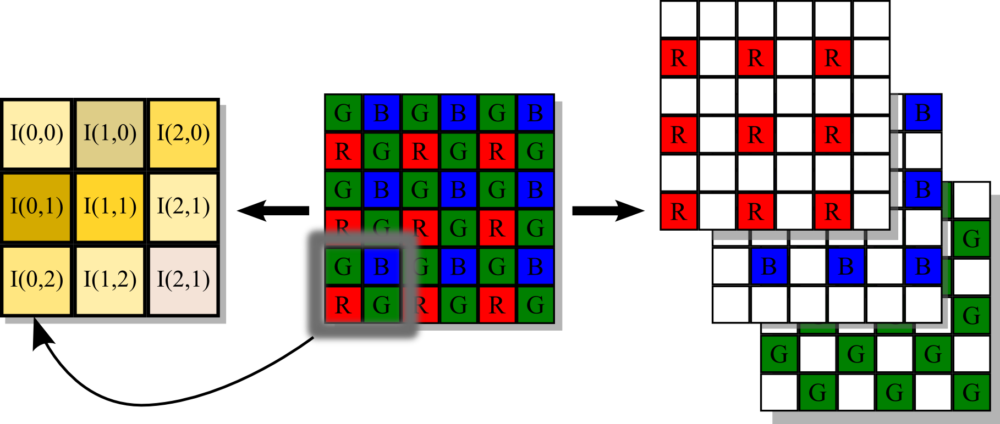 I(0,0) I(1,0) I(2,0)
I(0,1) I(1,1) I(2,1)
I(0,2) I(1,2) I(2,1)
G B G B G B
R G R G R G
G B G B G B
R G R G R G
G B G B G B
R G R G R G
R R R
R R R
R R R
B
B
B B B
G
G
G G G
G G G